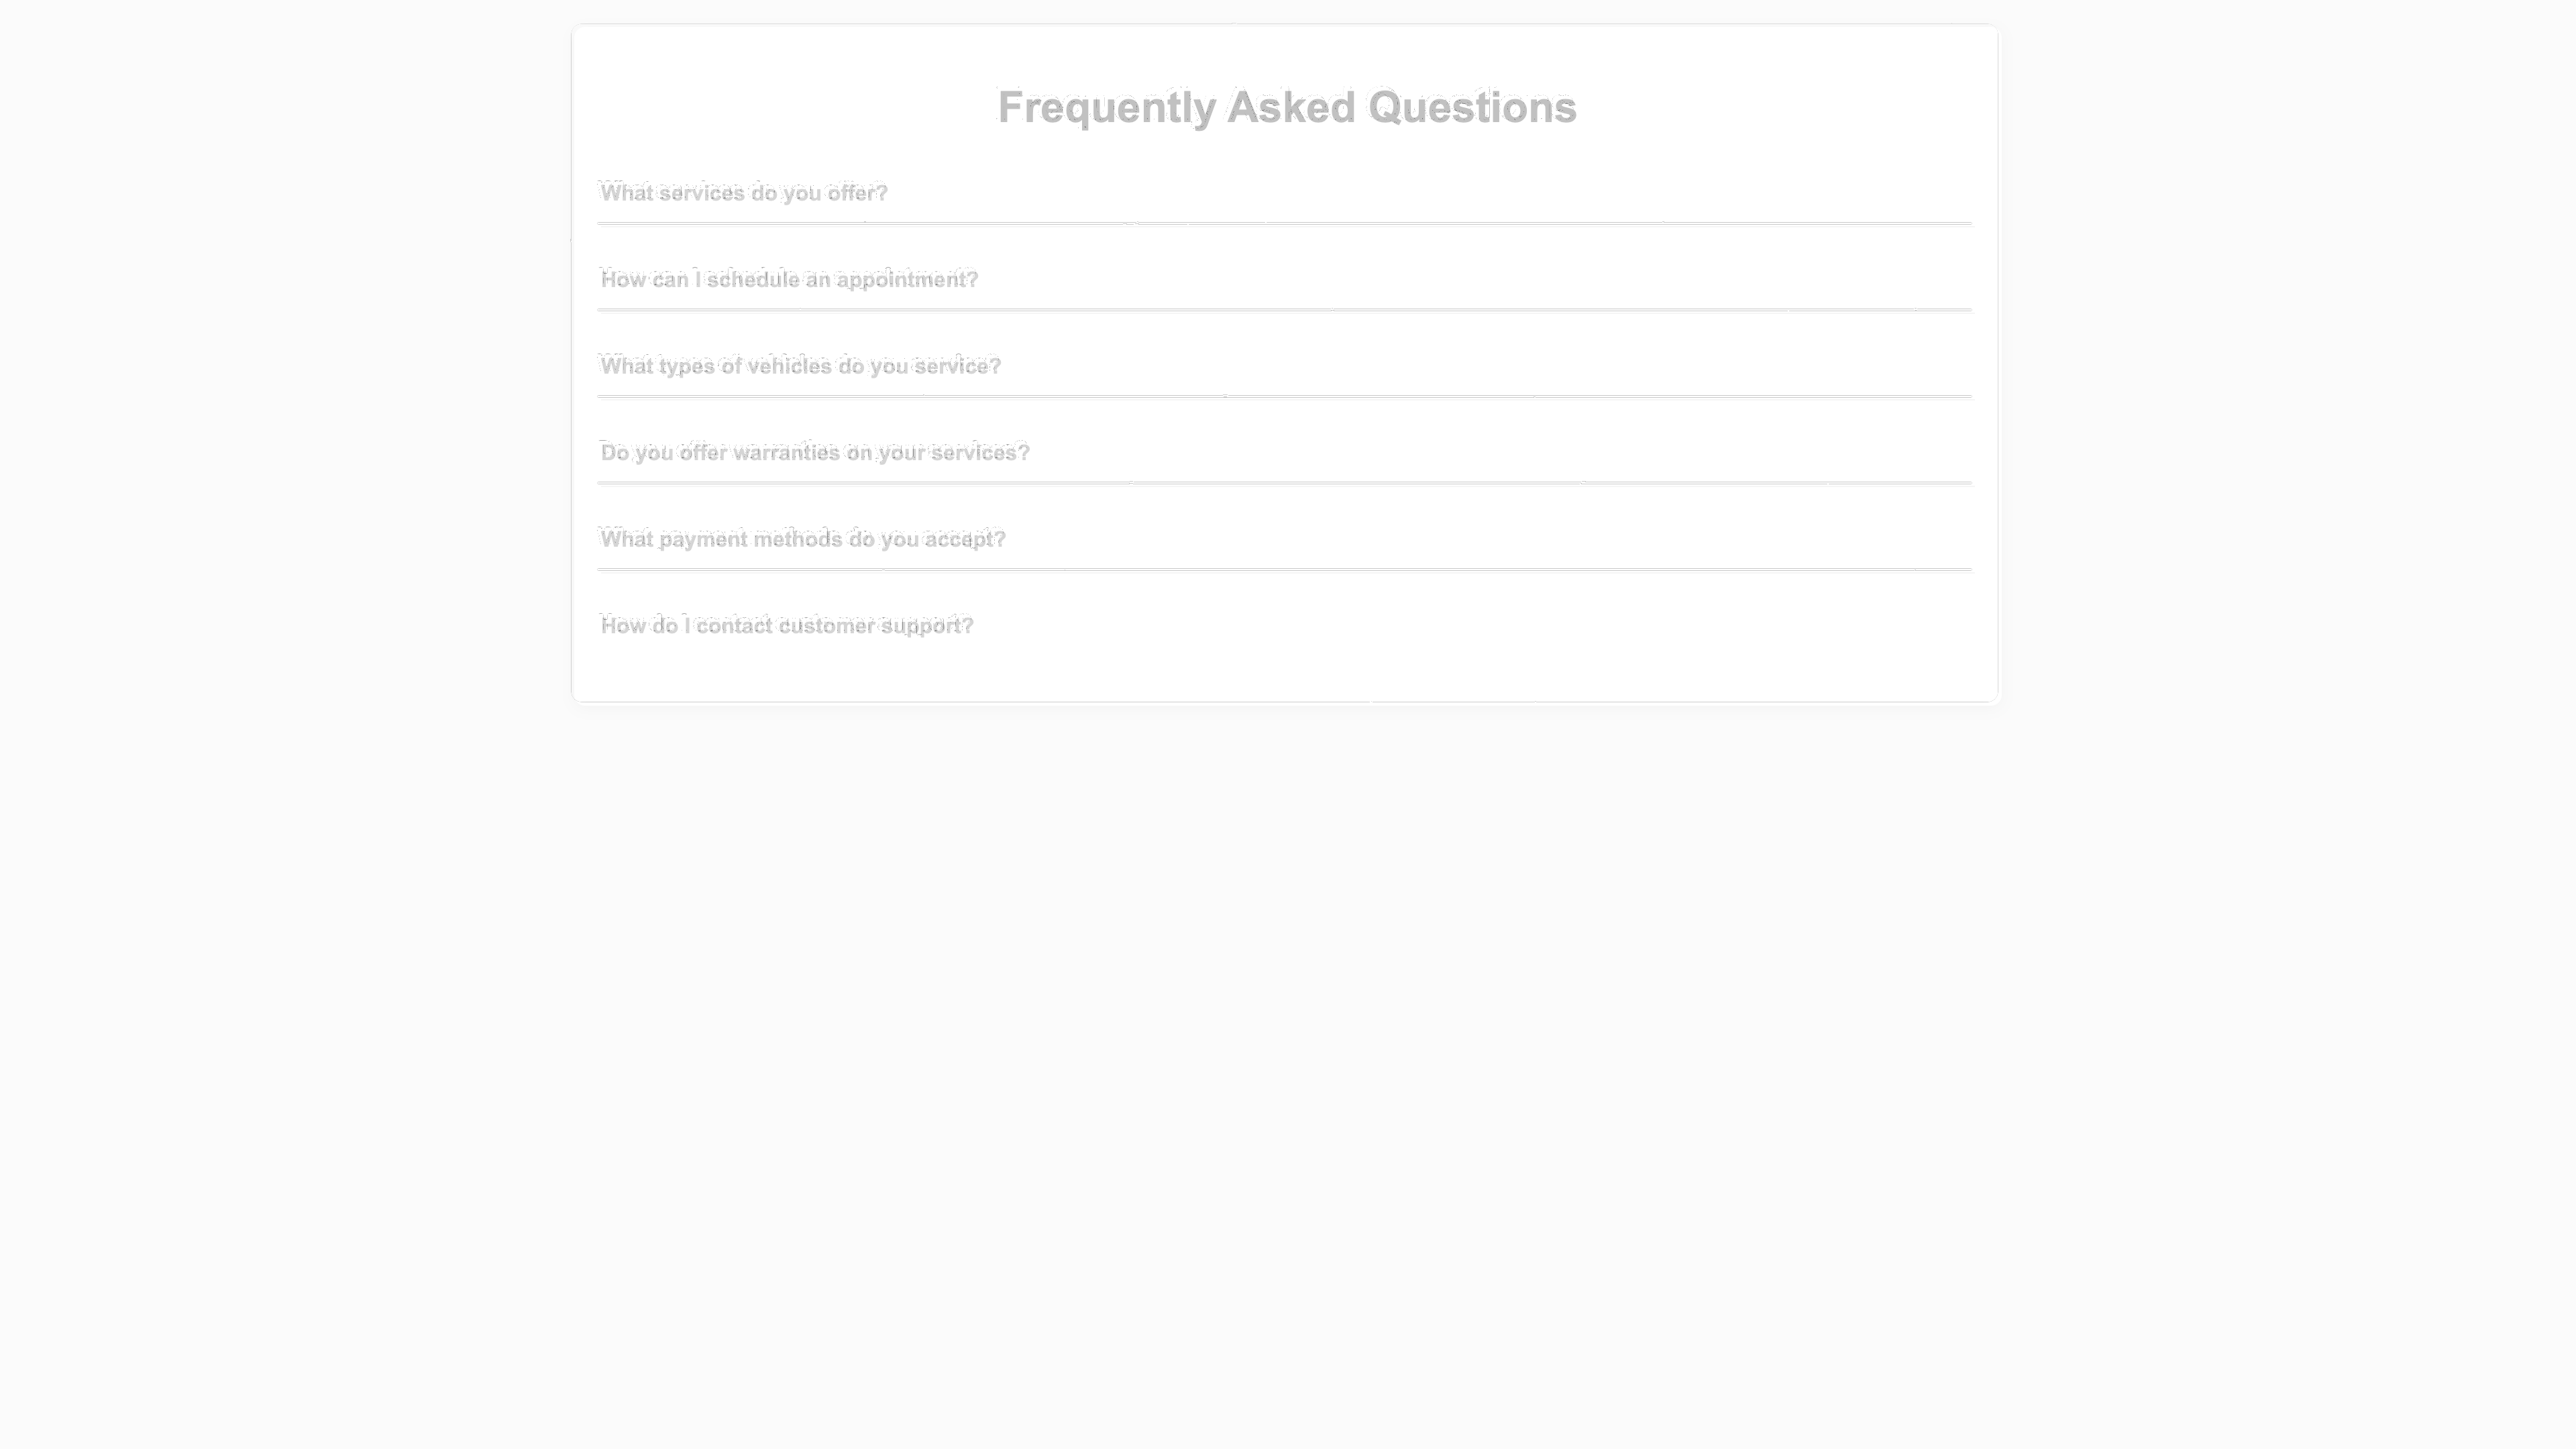 Frequently Asked Questions
What services do you offer?
How can I schedule an appointment?
What types of vehicles do you service?
Do you offer warranties on your services?
What payment methods do you accept?
How do I contact customer support?